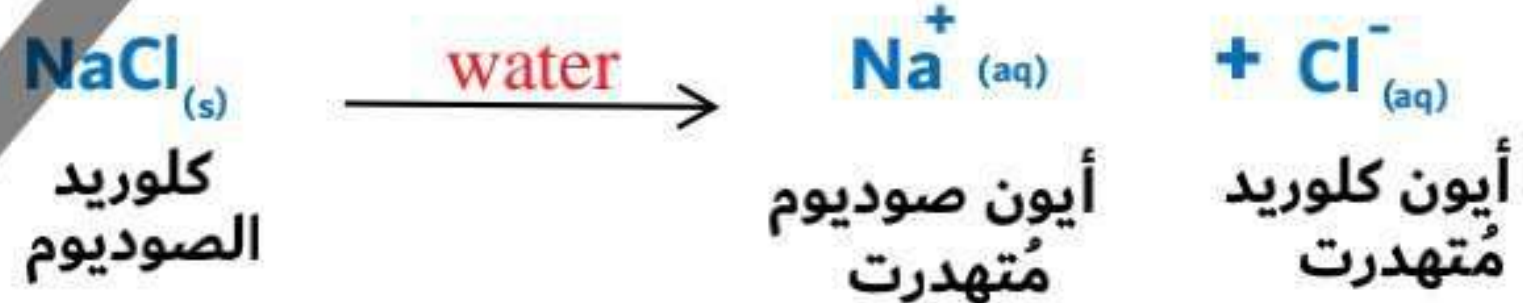 NaCl(s) water Na⁺(aq) + Cl⁻(aq)
كلوريد أيون صوديوم أيون كلوريد
الصوديوم مُتهدرت مُتهدرت